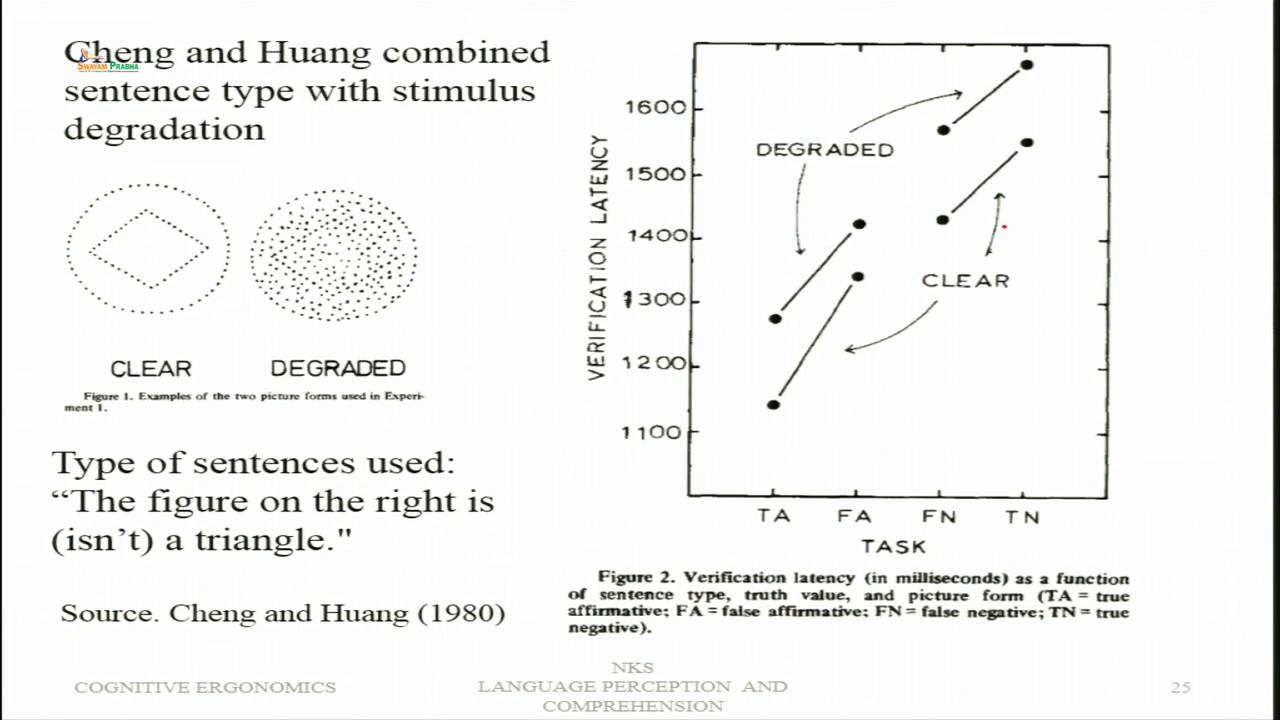 Cheng and Huang combined
sentence type with stimulus
degradation
SWAYAM PRABHA
CLEAR
DEGRADED
Figure 1. Examples of the two picture forms used in Experi-
ment 1.
Type of sentences used:
“The figure on the right is
(isn’t) a triangle."
Source. Cheng and Huang (1980)
VERIFICATION LATENCY
1600
1500
1400
1300
1200
1100
DEGRADED
CLEAR
TA FA FN TN
TASK
Figure 2. Verification latency (in milliseconds) as a function
of sentence type, truth value, and picture form (TA = true
affirmative; FA = false affirmative; FN = false negative; TN = true
negative).
COGNITIVE ERGONOMICS
NKS
LANGUAGE PERCEPTION AND
COMPREHENSION
25